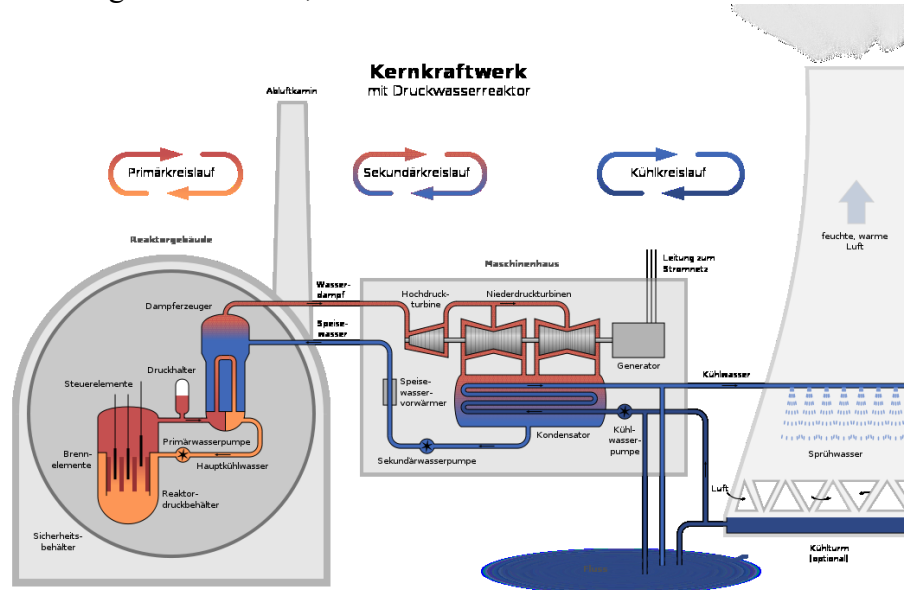 Kernkraftwerk
mit Druckwasserreaktor
Abluftkamin
Primärkreislauf
Sekundärkreislauf
Kühlkreislauf
feuchte, warme
Luft
Reaktorgebäude
Maschinenhaus
Leitung zum
Stromnetz
Wasser-
dampf
Hochdruck-
turbine
Niederdruckturbinen
Dampferzeuger
Speise-
wasser
Generator
Druckhalter
Steuerelemente
Speise-
wasser-
vorwärmer
Kühlwasser
Primärwasserpumpe
Hauptkühlwasser
Brenn-
elemente
Sekundärwasserpumpe
Kondensator
Kühl-
wasser-
pumpe
Sprühwasser
Reaktor-
druckbehälter
Luft
Sicherheits-
behälter
Kühlturm
(optional)
Fluss